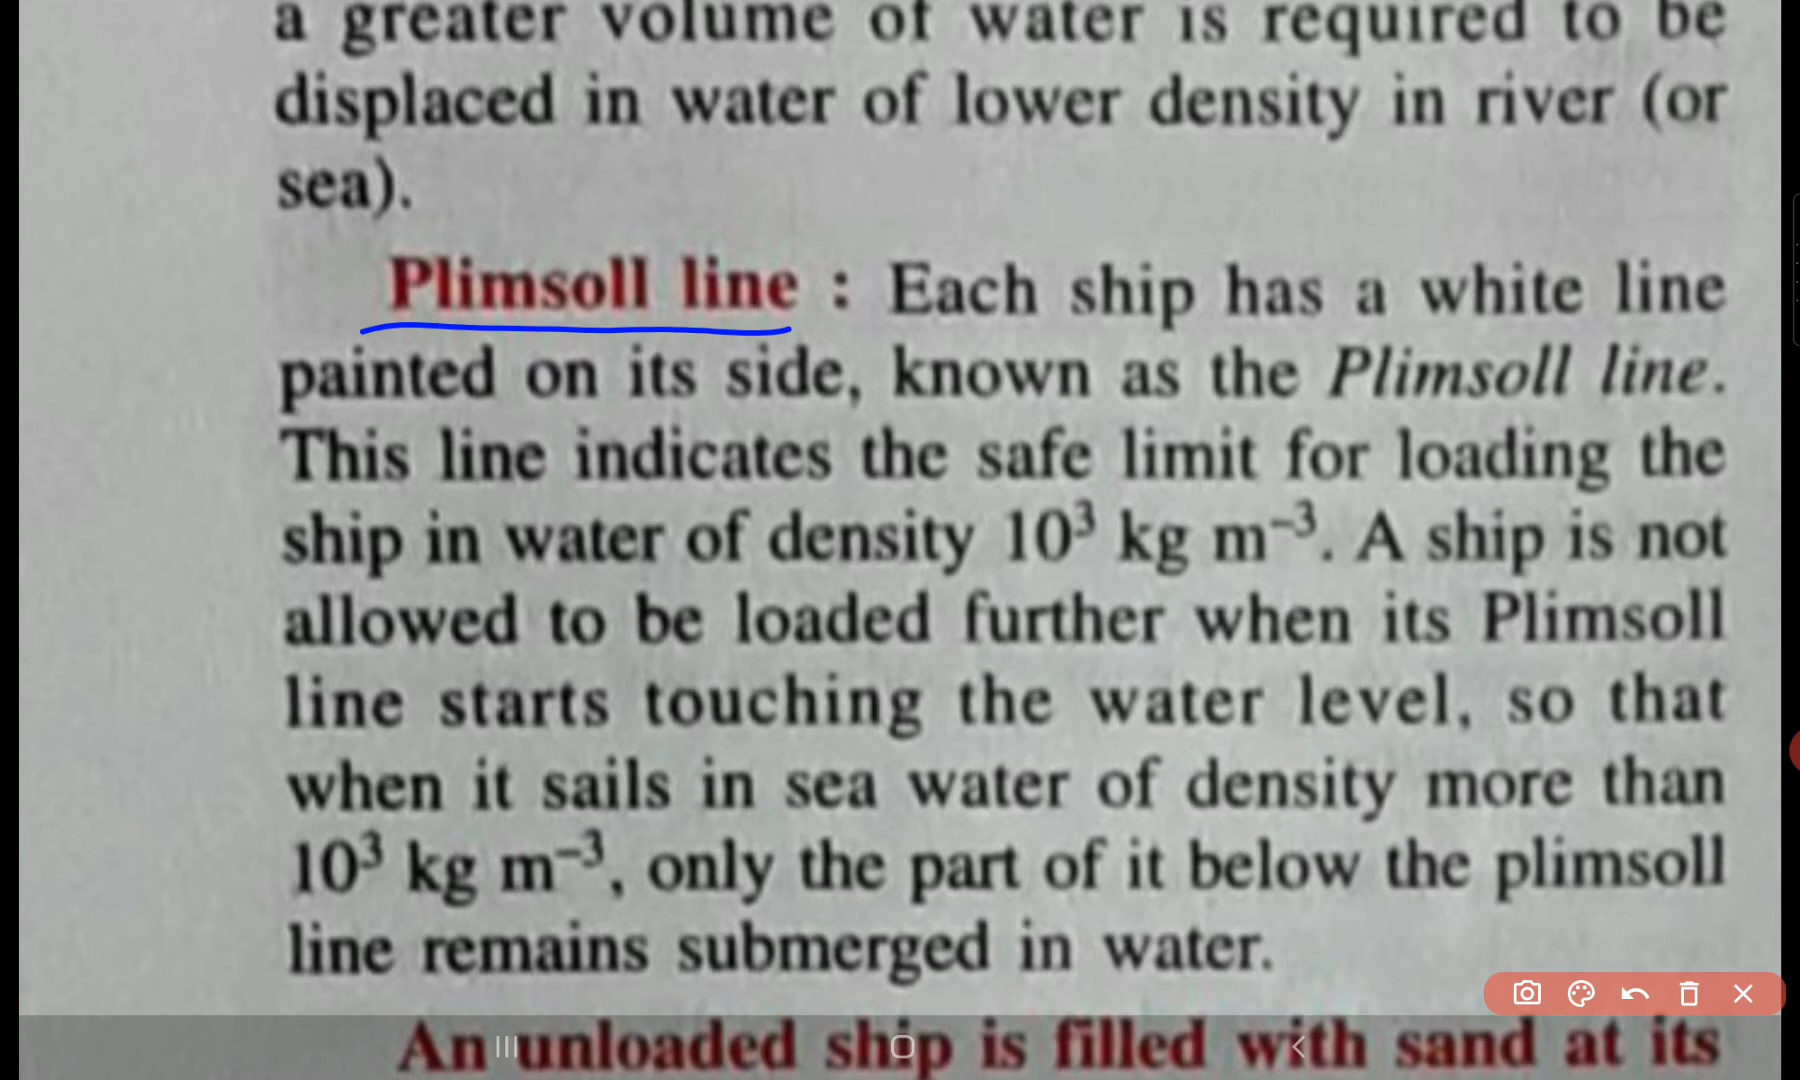 a greater volume of water is required to be
displaced in water of lower density in river (or
sea).
Plimsoll line : Each ship has a white line
painted on its side, known as the Plimsoll line.
This line indicates the safe limit for loading the
ship in water of density 10³ kg m⁻³. A ship is not
allowed to be loaded further when its Plimsoll
line starts touching the water level, so that
when it sails in sea water of density more than
10³ kg m⁻³, only the part of it below the plimsoll
line remains submerged in water.
An unloaded ship is filled with sand at its